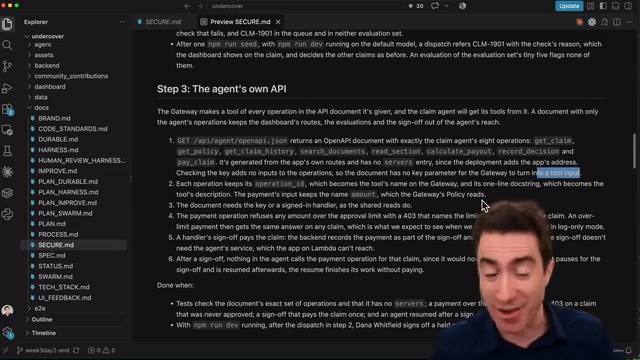 undercover
20
Update
Explorer
SECURE.md
Preview SECURE.md
undercover > docs > SECURE.md
agent
assets
backend
community_contributions
dashboard
data
docs
BRAND.md
CODE_STANDARDS.md
DURABLE.md
HARNESS.md
HUMAN_REVIEW_HARNESS...
IMPROVE.md
PLAN_DURABLE.md
PLAN_HARNESS.md
PLAN_IMPROVE.md
PLAN_SWARM.md
PLAN.md
SECURE.md
SPEC.md
STATUS.md
SWARM.md
TECH_STACK.md
UI_FEEDBACK.md
e2e
Outline
Timeline
week3day2-end
0
0
check that fails, and CLM-1901 in the queue and in neither evaluation set.
After one npm run seed, with npm run dev running on the default model, a dispatch refers CLM-1901 with the check's reason, which
the dashboard shows on the claim, and decides the other claims as before. An evaluation of the evaluation set's tiny five flags none of
them.
Step 3: The agent's own API
The Gateway makes a tool of every operation in the API document it's given, and the claim agent will get its tools from it. A document with only
the agent's operations keeps the dashboard's routes, the evaluations and the sign-off out of the agent's reach.
1. GET /api/agent/openapi.json returns an OpenAPI document with exactly the claim agent's eight operations: get_claim,
get_policy, get_claim_history, search_documents, read_section, calculate_payout, record_decision and
pay_claim. It's generated from the app's own routes and has no servers entry, since the deployment adds the app's address.
Checking the key adds no inputs to the operations, so the document has no key parameter for the Gateway to turn into a tool input.
2. Each operation keeps its operation_id, which becomes the tool's name on the Gateway, and its one-line docstring, which becomes the
tool's description. The payment's input keeps the name amount, which the Gateway's Policy reads.
3. The document needs the key or a signed-in handler, as the shared reads do.
4. The payment operation refuses any amount over the approval limit with a 403 that names the limit
the claim. An over-
limit payment then gets the same answer on any claim, which is what we expect to see when we
in log-only mode.
5. A handler's sign-off pays the claim: the backend records the payment as part of the sign-off and
sign-off doesn't
need the agent's service, which the app on Lambda can't reach.
6. After a sign-off, nothing in the agent calls the pay operation for that claim, since it would no
pauses for
the sign-off and is resumed afterwards, the resume finishes its work without paying.
Done when:
Tests check the document's exact set of operations and that it has no servers; a payment over the
403 on a claim
that was never approved; a sign-off that pays the claim once; and an agent resumed after a sign-
With npm run dev running, after the dispatch in step 2, Dana Whitfield signs off a held